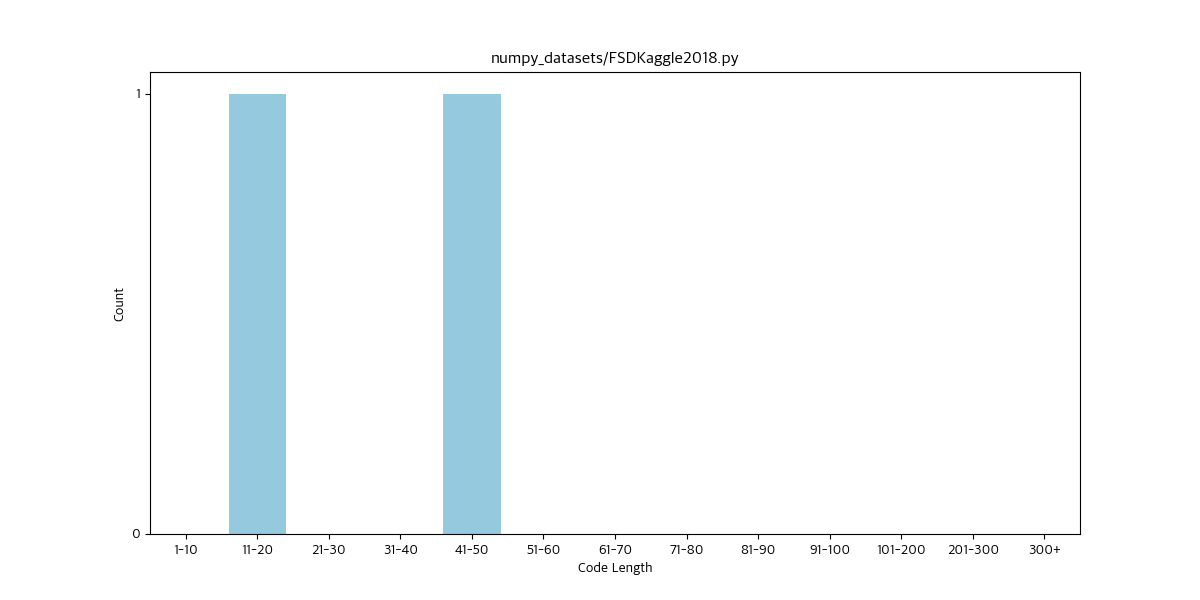 numpy_datasets/FSDKaggle2018.py
Count
1
0
1-10 11-20 21-30 31-40 41-50 51-60 61-70 71-80 81-90 91-100 101-200 201-300 300+
Code Length